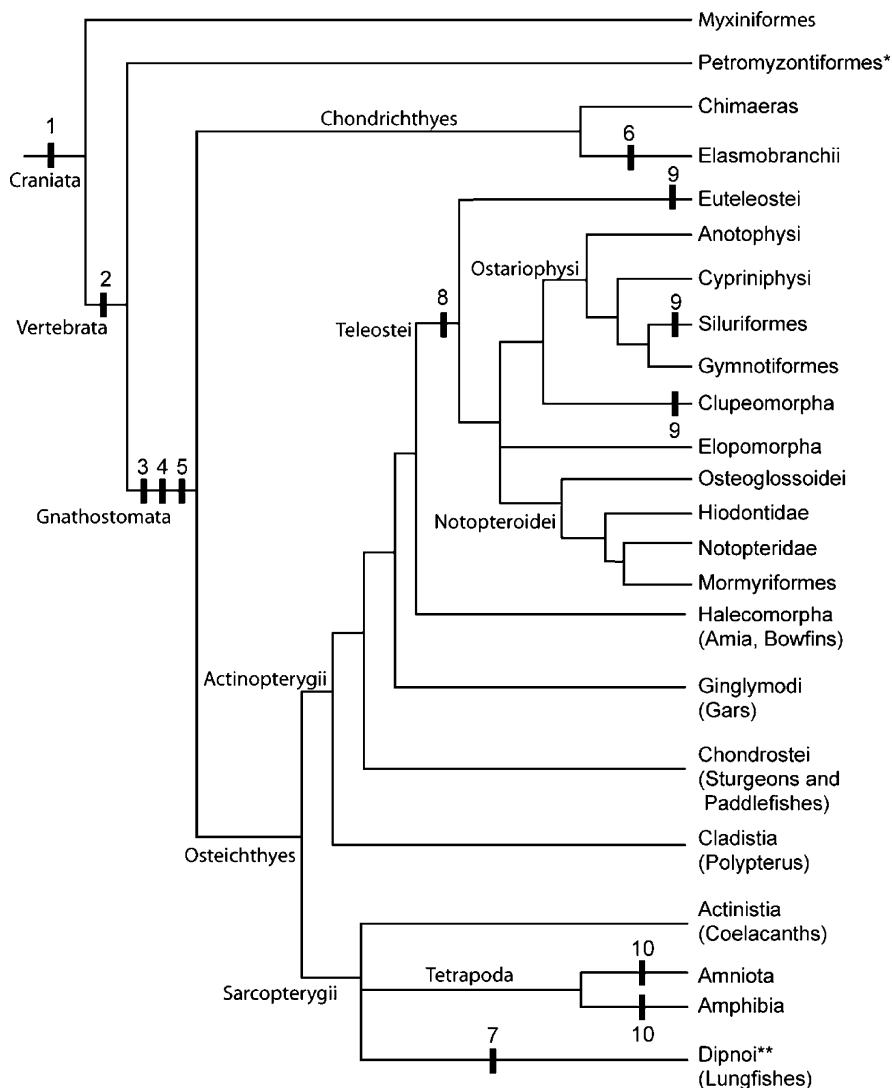 Myxiniformes
Petromyzontiformes*
Chimaeras
Chondrichthyes
1
6
Elasmobranchii
Craniata
9
Euteleostei
Anotophysi
Ostariophysi
Cypriniphysi
2
8
9
Siluriformes
Vertebrata
Teleostei
Gymnotiformes
Clupeomorpha
9
Elopomorpha
3 4 5
Osteoglossoidei
Gnathostomata
Notopteroidei
Hiodontidae
Notopteridae
Mormyriformes
Halecomorpha
(Amia, Bowfins)
Actinopterygii
Ginglymodi
(Gars)
Chondrostei
(Sturgeons and
Paddlefishes)
Osteichthyes
Cladistia
(Polypterus)
Actinistia
(Coelacanths)
10
Tetrapoda
Amniota
Sarcopterygii
Amphibia
10
7
Dipnoi**
(Lungfishes)